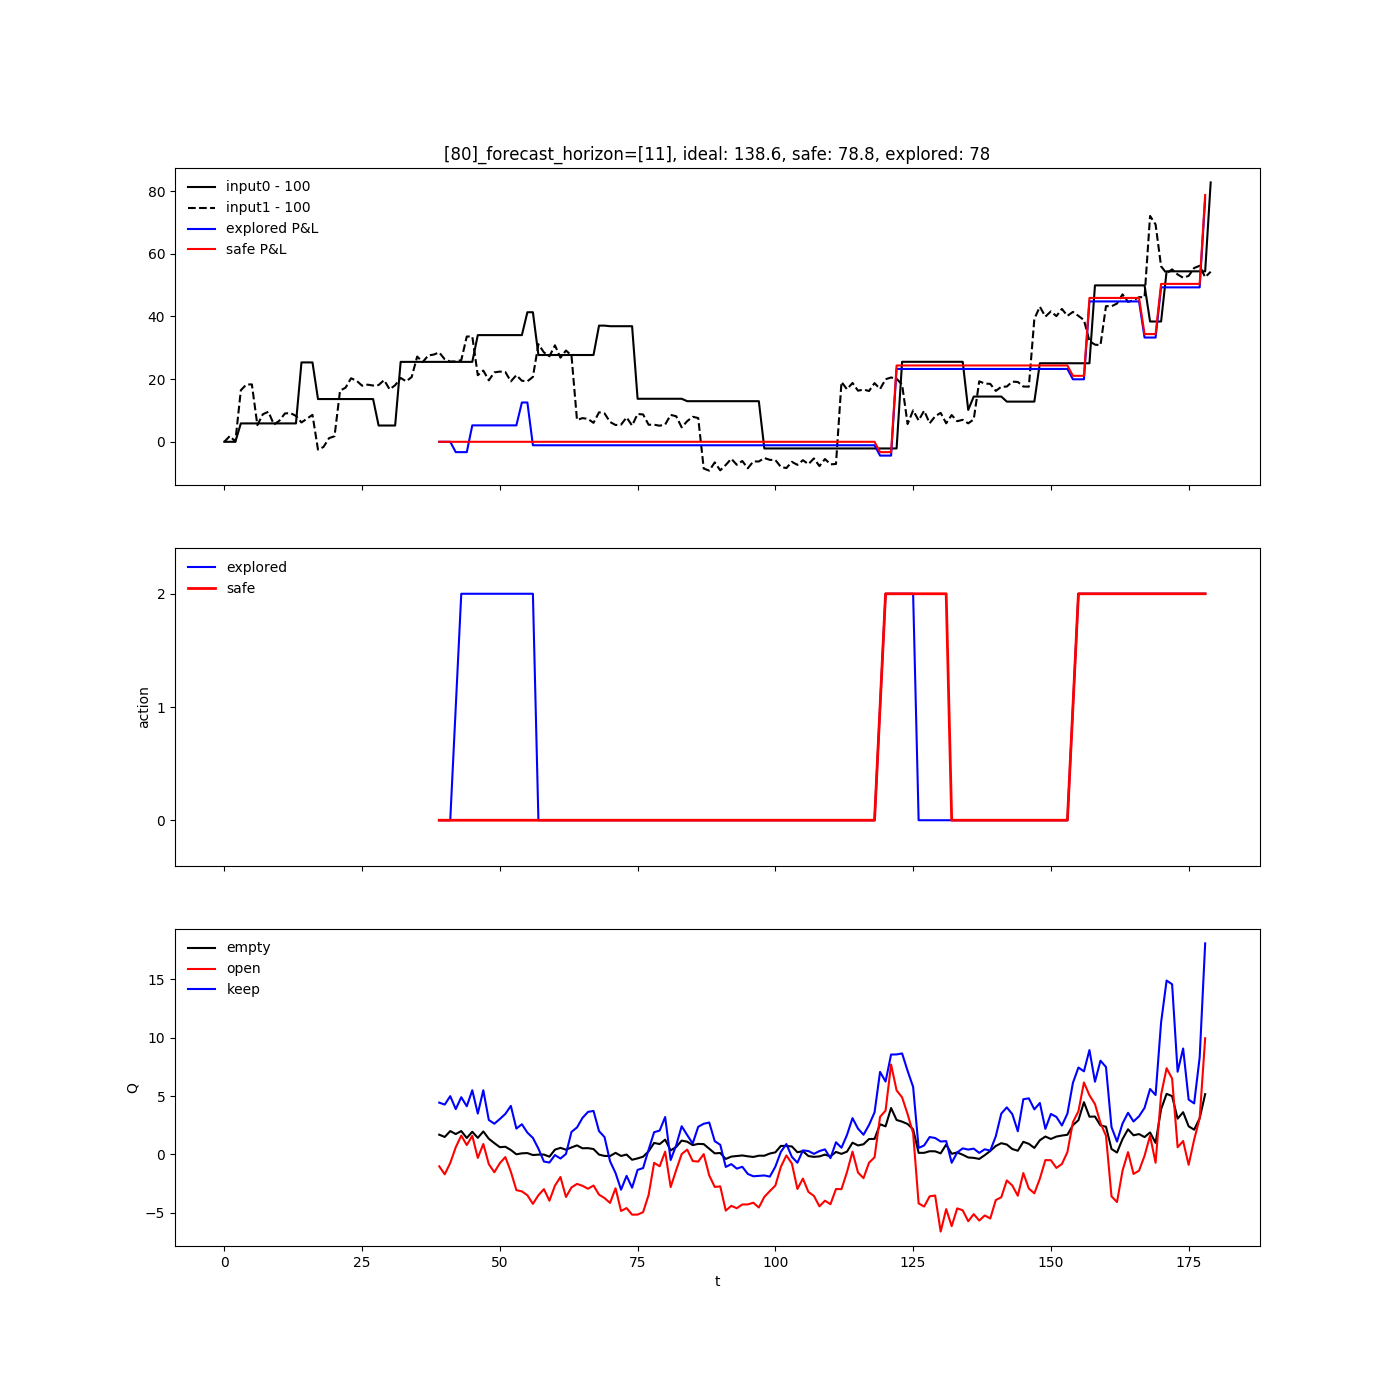 [80]_forecast_horizon=[11], ideal: 138.6, safe: 78.8, explored: 78
input0 - 100
input1 - 100
explored P&L
safe P&L
80
60
40
20
0
explored
safe
2
1
0
action
empty
open
keep
15
10
5
0
−5
Q
0 25 50 75 100 125 150 175
t